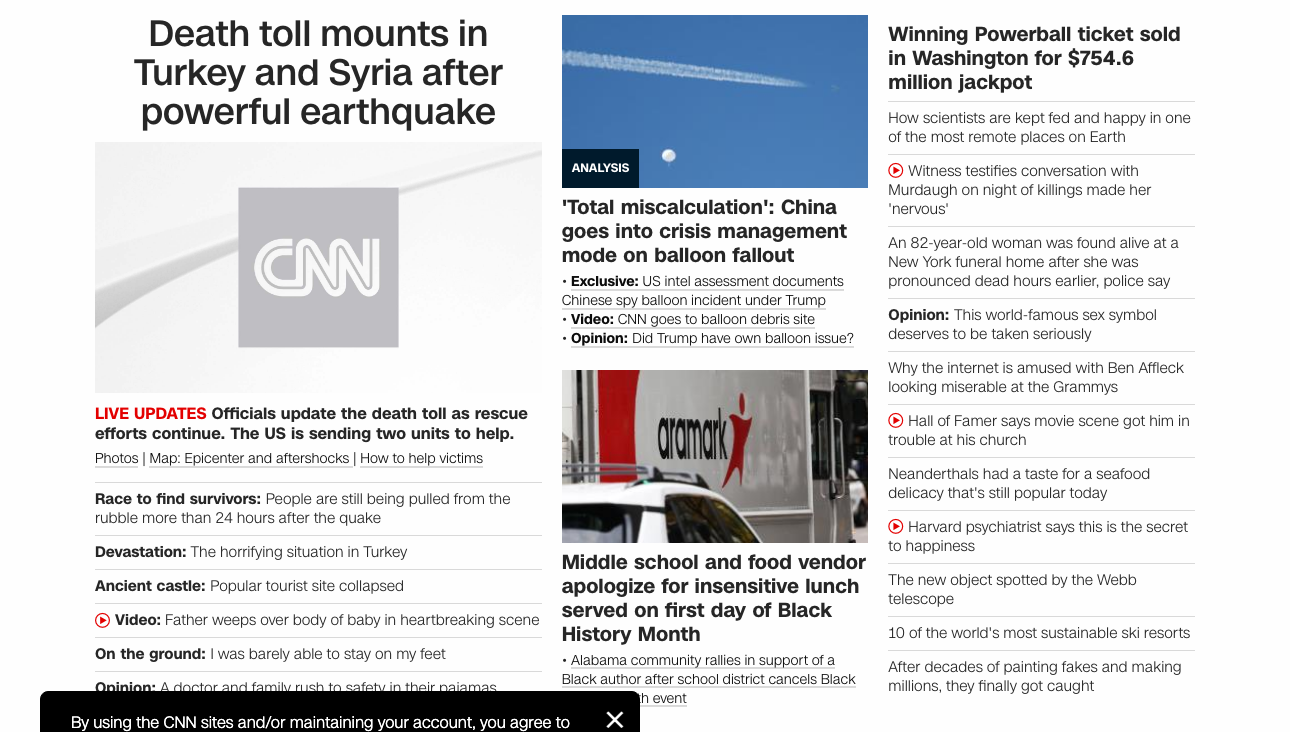 Death toll mounts in
Turkey and Syria after
powerful earthquake
CNN
LIVE UPDATES Officials update the death toll as rescue
efforts continue. The US is sending two units to help.
Photos | Map: Epicenter and aftershocks | How to help victims
Race to find survivors: People are still being pulled from the
rubble more than 24 hours after the quake
Devastation: The horrifying situation in Turkey
Ancient castle: Popular tourist site collapsed
Video: Father weeps over body of baby in heartbreaking scene
On the ground: I was barely able to stay on my feet
Opinion: A doctor and family rush to safety in their pajamas
By using the CNN sites and/or maintaining your account, you agree to
ANALYSIS
'Total miscalculation': China
goes into crisis management
mode on balloon fallout
• Exclusive: US intel assessment documents
Chinese spy balloon incident under Trump
• Video: CNN goes to balloon debris site
• Opinion: Did Trump have own balloon issue?
aramark
Middle school and food vendor
apologize for insensitive lunch
served on first day of Black
History Month
• Alabama community rallies in support of a
Black author after school district cancels Black
event
Winning Powerball ticket sold
in Washington for $754.6
million jackpot
How scientists are kept fed and happy in one
of the most remote places on Earth
Witness testifies conversation with
Murdaugh on night of killings made her
'nervous'
An 82-year-old woman was found alive at a
New York funeral home after she was
pronounced dead hours earlier, police say
Opinion: This world-famous sex symbol
deserves to be taken seriously
Why the internet is amused with Ben Affleck
looking miserable at the Grammys
Hall of Famer says movie scene got him in
trouble at his church
Neanderthals had a taste for a seafood
delicacy that's still popular today
Harvard psychiatrist says this is the secret
to happiness
The new object spotted by the Webb
telescope
10 of the world's most sustainable ski resorts
After decades of painting fakes and making
millions, they finally got caught